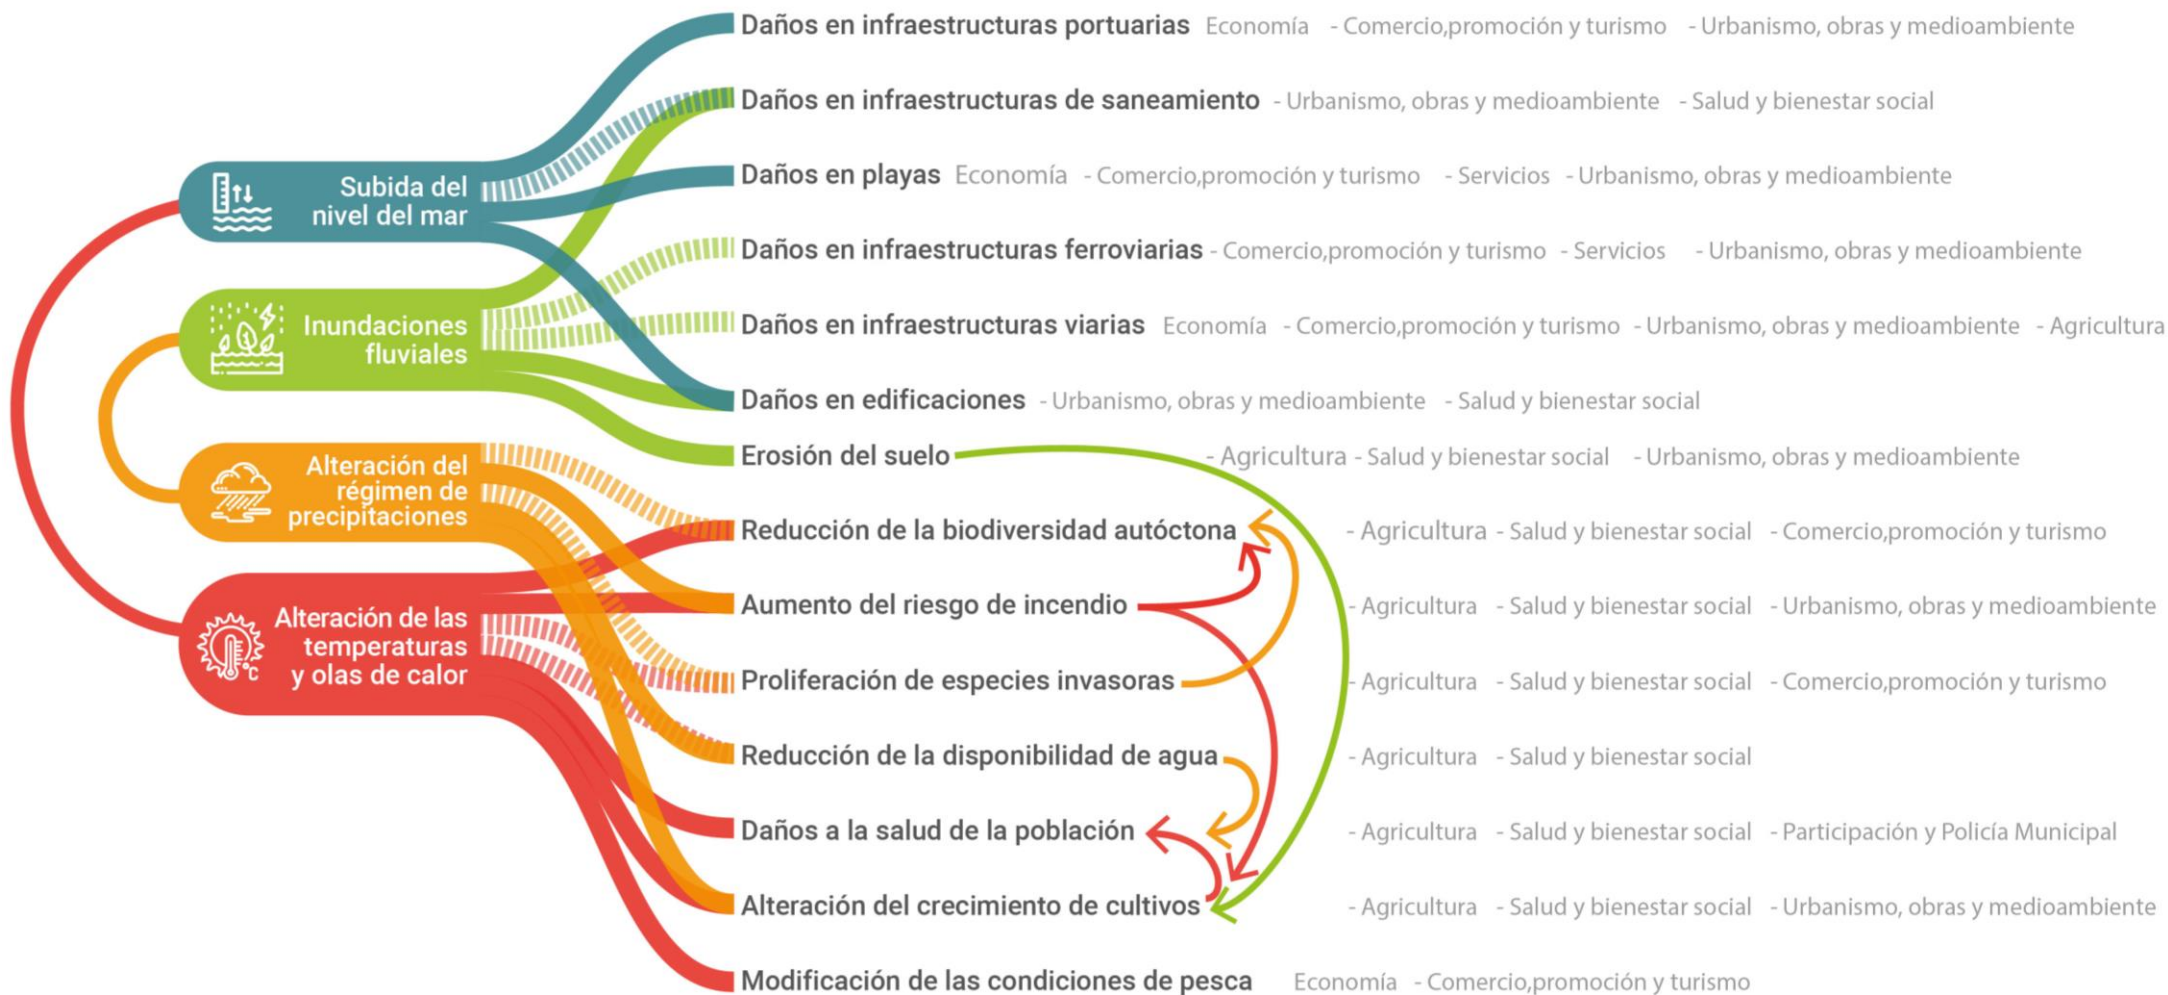 Daños en infraestructuras portuarias Economía - Comercio,promoción y turismo - Urbanismo, obras y medioambiente
Daños en infraestructuras de saneamiento - Urbanismo, obras y medioambiente - Salud y bienestar social
Daños en playas Economía - Comercio,promoción y turismo - Servicios - Urbanismo, obras y medioambiente
Subida del
nivel del mar
Daños en infraestructuras ferroviarias - Comercio,promoción y turismo - Servicios - Urbanismo, obras y medioambiente
Daños en infraestructuras viarias Economía - Comercio,promoción y turismo - Urbanismo, obras y medioambiente - Agricultura
Inundaciones
fluviales
Daños en edificaciones - Urbanismo, obras y medioambiente - Salud y bienestar social
Erosión del suelo - Agricultura - Salud y bienestar social - Urbanismo, obras y medioambiente
Alteración del
régimen de
precipitaciones
Reducción de la biodiversidad autóctona - Agricultura - Salud y bienestar social - Comercio,promoción y turismo
Aumento del riesgo de incendio - Agricultura - Salud y bienestar social - Urbanismo, obras y medioambiente
Alteración de las
temperaturas
y olas de calor
°C
Proliferación de especies invasoras - Agricultura - Salud y bienestar social - Comercio,promoción y turismo
Reducción de la disponibilidad de agua - Agricultura - Salud y bienestar social
Daños a la salud de la población - Agricultura - Salud y bienestar social - Participación y Policía Municipal
Alteración del crecimiento de cultivos - Agricultura - Salud y bienestar social - Urbanismo, obras y medioambiente
Modificación de las condiciones de pesca Economía - Comercio,promoción y turismo